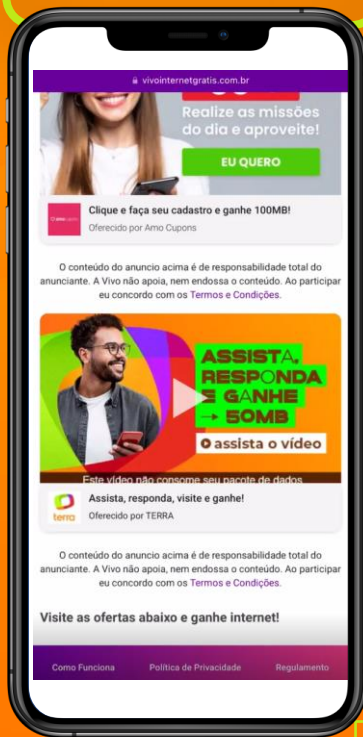 vivointernetgratis.com.br
Realize as missões
do dia e aproveite!
EU QUERO
Clique e faça seu cadastro e ganhe 100MB!
Oferecido por Amo Cupons
O conteúdo do anuncio acima é de responsabilidade total do
anunciante. A Vivo não apoia, nem endossa o conteúdo. Ao participar
eu concordo com os Termos e Condições.
ASSISTA,
RESPONDA
E GANHE
→ 50MB
assista o vídeo
Este vídeo não consome seu pacote de dados
Assista, responda, visite e ganhe!
terra
Oferecido por TERRA
O conteúdo do anuncio acima é de responsabilidade total do
anunciante. A Vivo não apoia, nem endossa o conteúdo. Ao participar
eu concordo com os Termos e Condições.
Visite as ofertas abaixo e ganhe internet!
Como Funciona Política de Privacidade Regulamento